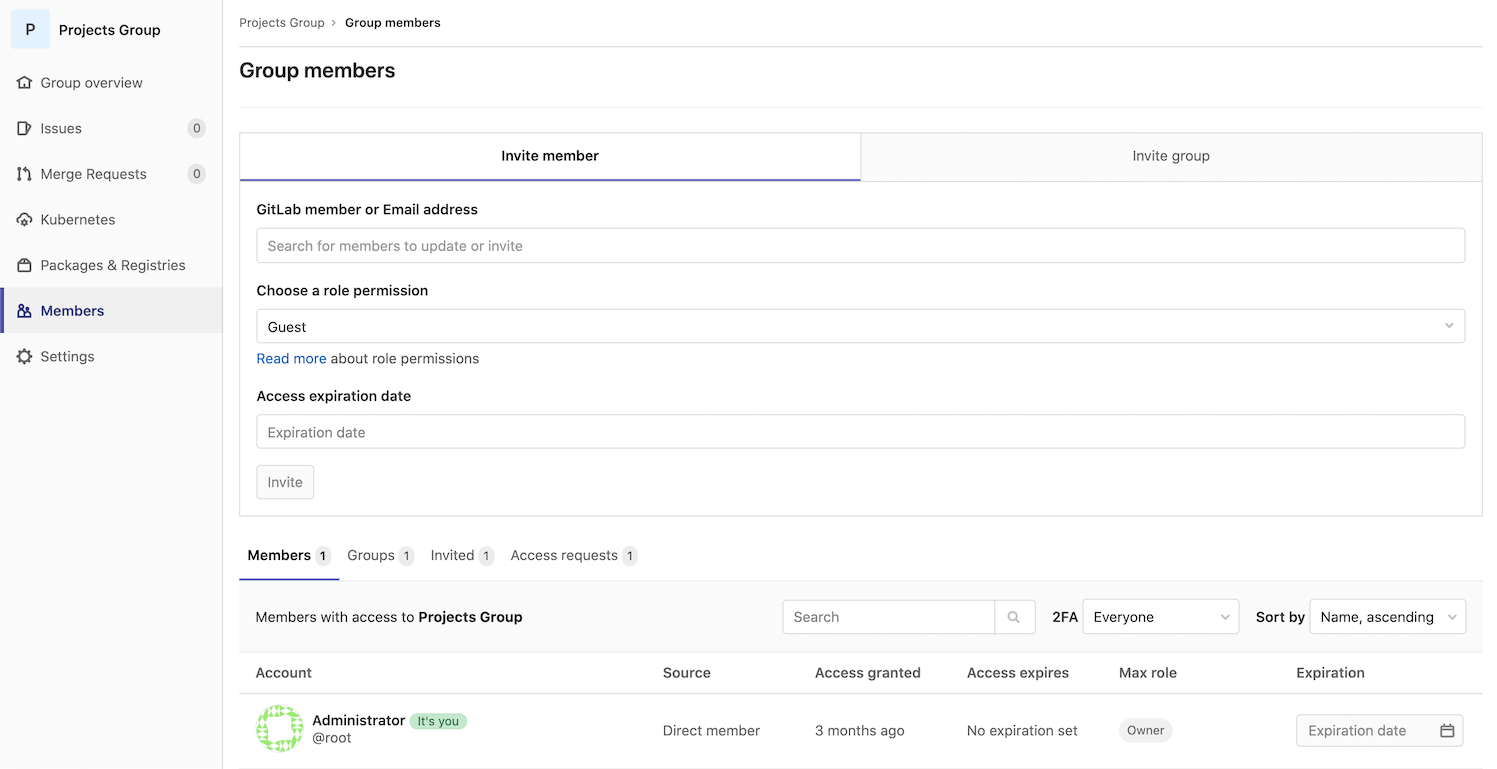 P Projects Group
Group overview
Issues 0
Merge Requests 0
Kubernetes
Packages & Registries
Members
Settings
Projects Group › Group members
Group members
Invite member Invite group
GitLab member or Email address
Search for members to update or invite
Choose a role permission
Guest
Read more about role permissions
Access expiration date
Expiration date
Invite
Members 1 Groups 1 Invited 1 Access requests 1
Members with access to Projects Group Search 2FA Everyone Sort by Name, ascending
Account Source Access granted Access expires Max role Expiration
Administrator It's you
@root Direct member 3 months ago No expiration set Owner Expiration date